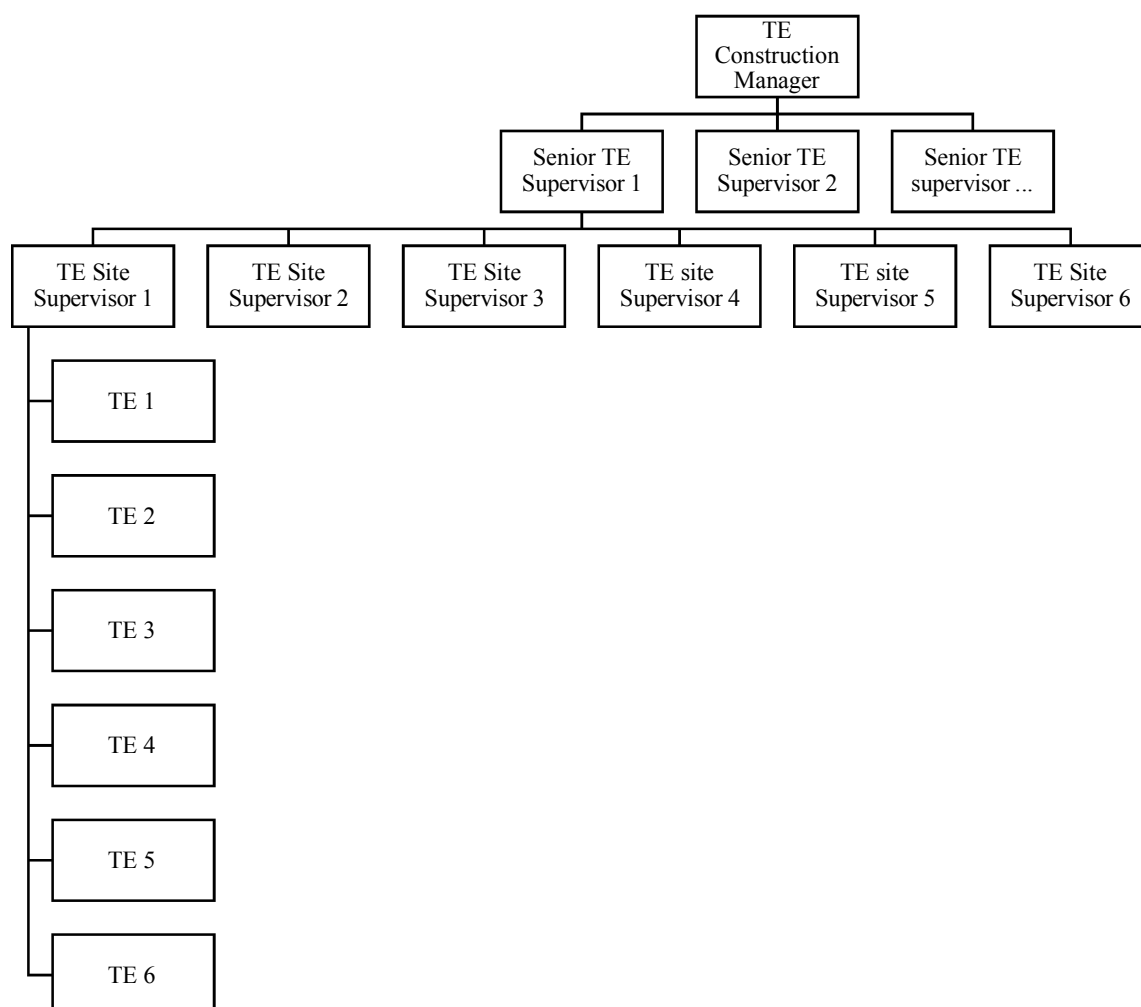 TE
Construction
Manager
Senior TE
Supervisor 1
Senior TE
Supervisor 2
Senior TE
supervisor ...
TE Site
Supervisor 1
TE Site
Supervisor 2
TE Site
Supervisor 3
TE site
Supervisor 4
TE site
Supervisor 5
TE Site
Supervisor 6
TE 1
TE 2
TE 3
TE 4
TE 5
TE 6